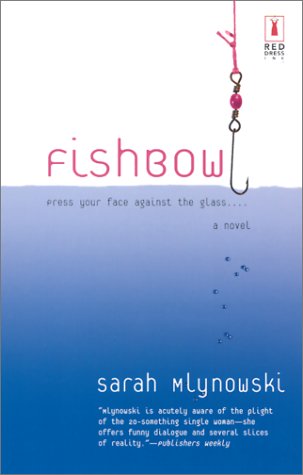 RED
DRESS
INK
FishBowl
press your face against the glass....
a novel
sarah mlynowski
"mlynowski is acutely aware of the plight
of the 20-something single woman—she
offers funny dialogue and several slices
of reality."—publishers weekly